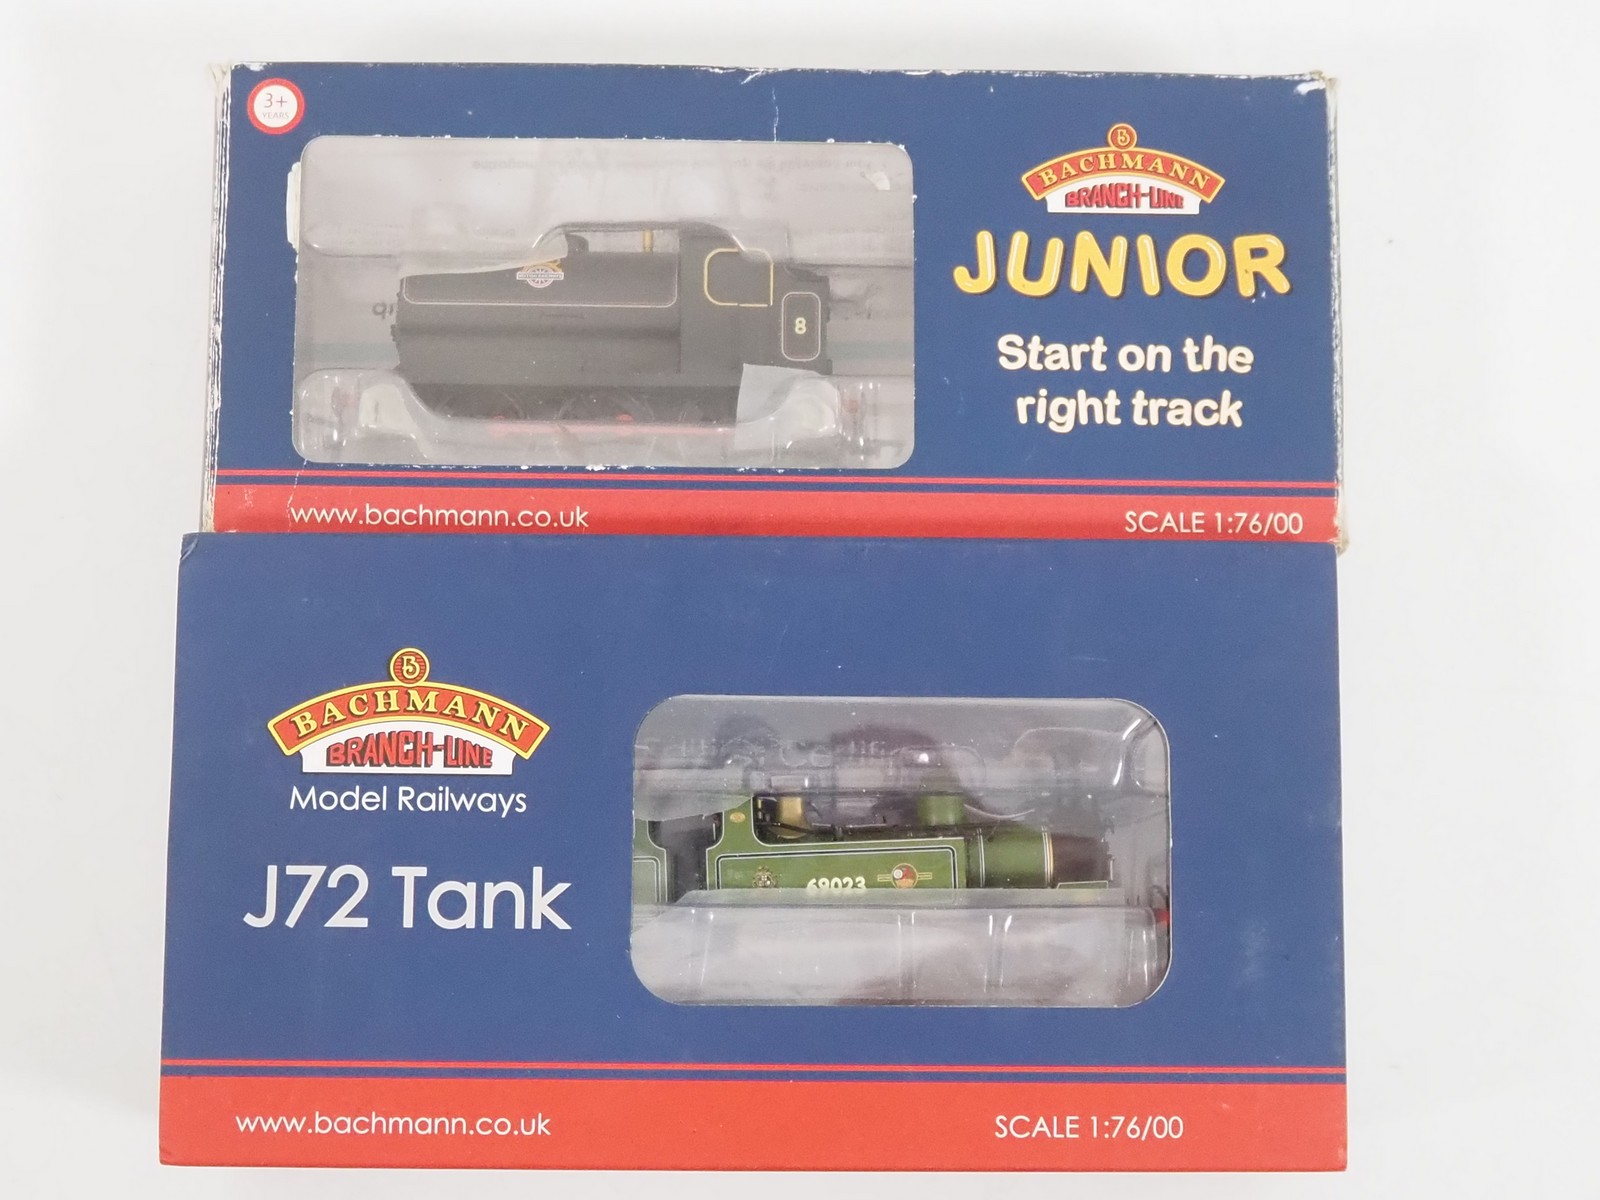 3+
YEARS
B
BACHMANN
BRANCH-LINE
JUNIOR
Start on the
right track
8
www.bachmann.co.uk
SCALE 1:76/00
B
BACHMANN
BRANCH-LINE
Model Railways
J72 Tank
69023
www.bachmann.co.uk
SCALE 1:76/00